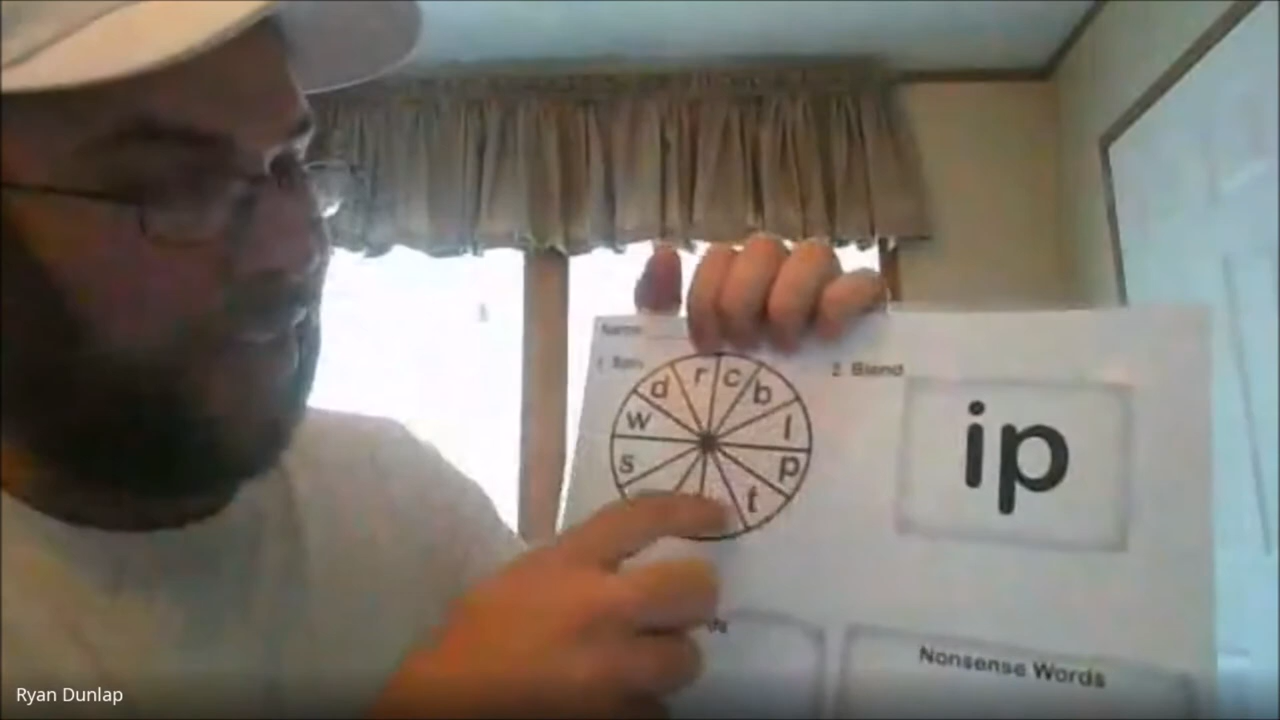 Name
1. Spin
2. Blend
r
c
d
b
w
l
s
p
t
ip
Nonsense Words
Ryan Dunlap